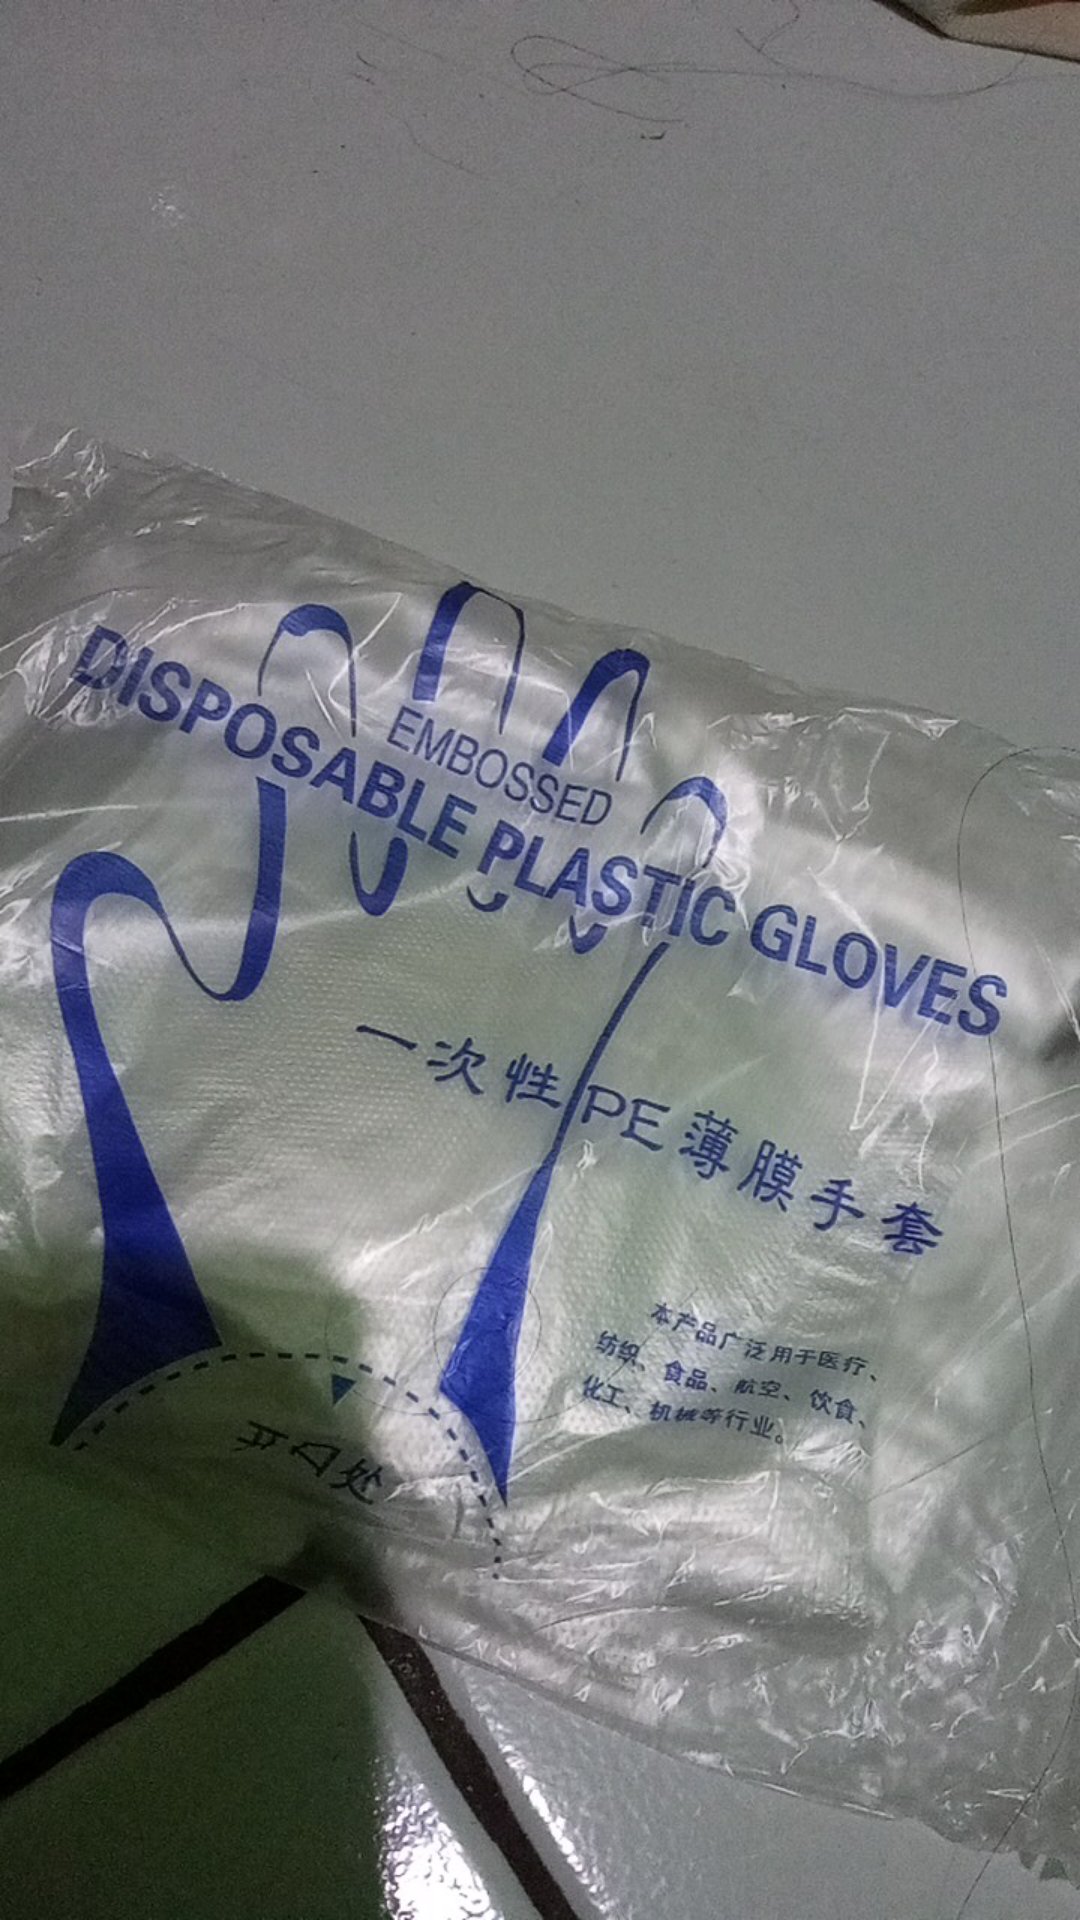 EMBOSSED
DISPOSABLE PLASTIC GLOVES
一次性PE薄膜手套
本产品广泛用于医疗、
纺织、食品、航空、饮食、
化工、机械等行业。
开口处